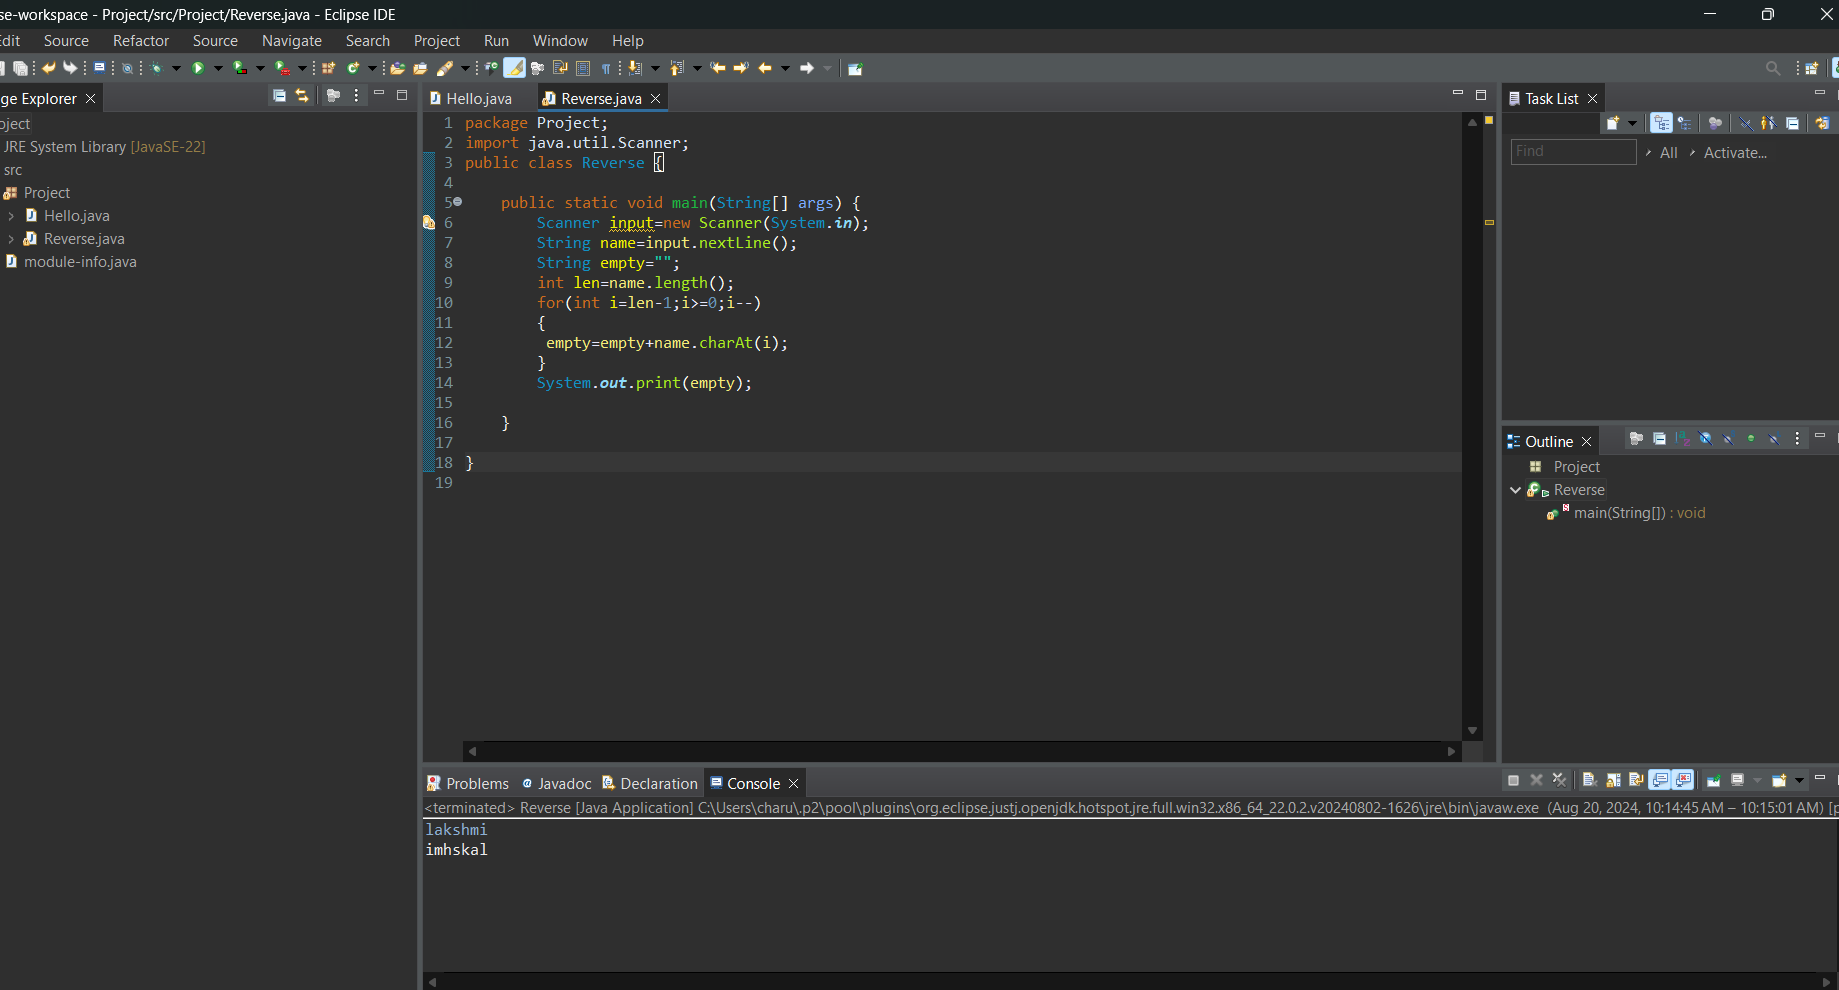 se-workspace - Project/src/Project/Reverse.java - Eclipse IDE
dit Source Refactor Source Navigate Search Project Run Window Help
ge Explorer
oject
JRE System Library [JavaSE-22]
src
Project
Hello.java
Reverse.java
module-info.java
Hello.java Reverse.java
1 package Project;
2 import java.util.Scanner;
3 public class Reverse {
4
5 public static void main(String[] args) {
6 Scanner input=new Scanner(System.in);
7 String name=input.nextLine();
8 String empty="";
9 int len=name.length();
10 for(int i=len-1;i>=0;i--)
11 {
12 empty=empty+name.charAt(i);
13 }
14 System.out.print(empty);
15
16 }
17
18 }
19
Task List
Find All Activate...
Outline
Project
Reverse
main(String[]) : void
Problems Javadoc Declaration Console
<terminated> Reverse [Java Application] C:\Users\charu\.p2\pool\plugins\org.eclipse.justj.openjdk.hotspot.jre.full.win32.x86_64_22.0.2.v20240802-1626\jre\bin\javaw.exe (Aug 20, 2024, 10:14:45 AM – 10:15:01 AM) [p
lakshmi
imhskal